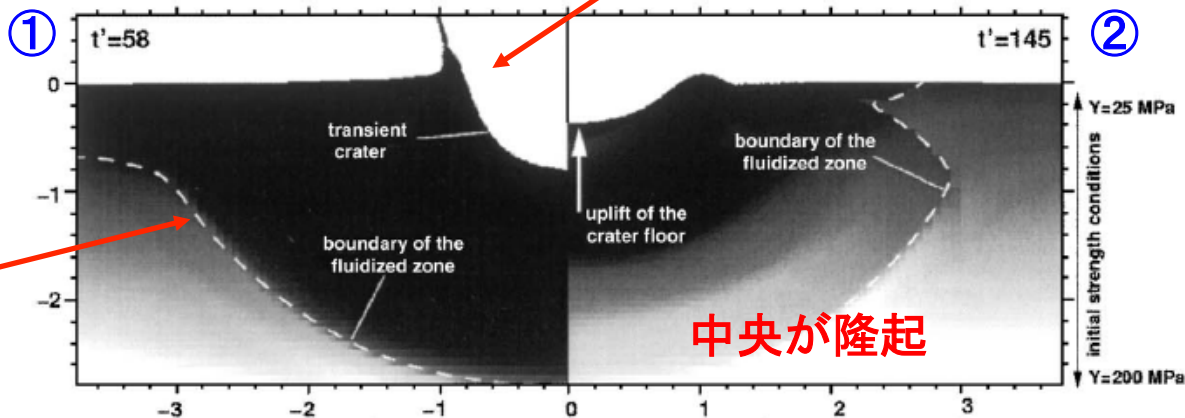 ①
t'=58
t'=145
②
0
-1
-2
transient
crater
boundary of the
fluidized zone
uplift of the
crater floor
boundary of the
fluidized zone
中央が隆起
Y=25 MPa
initial strength conditions
Y=200 MPa
-3
-2
-1
0
1
2
3